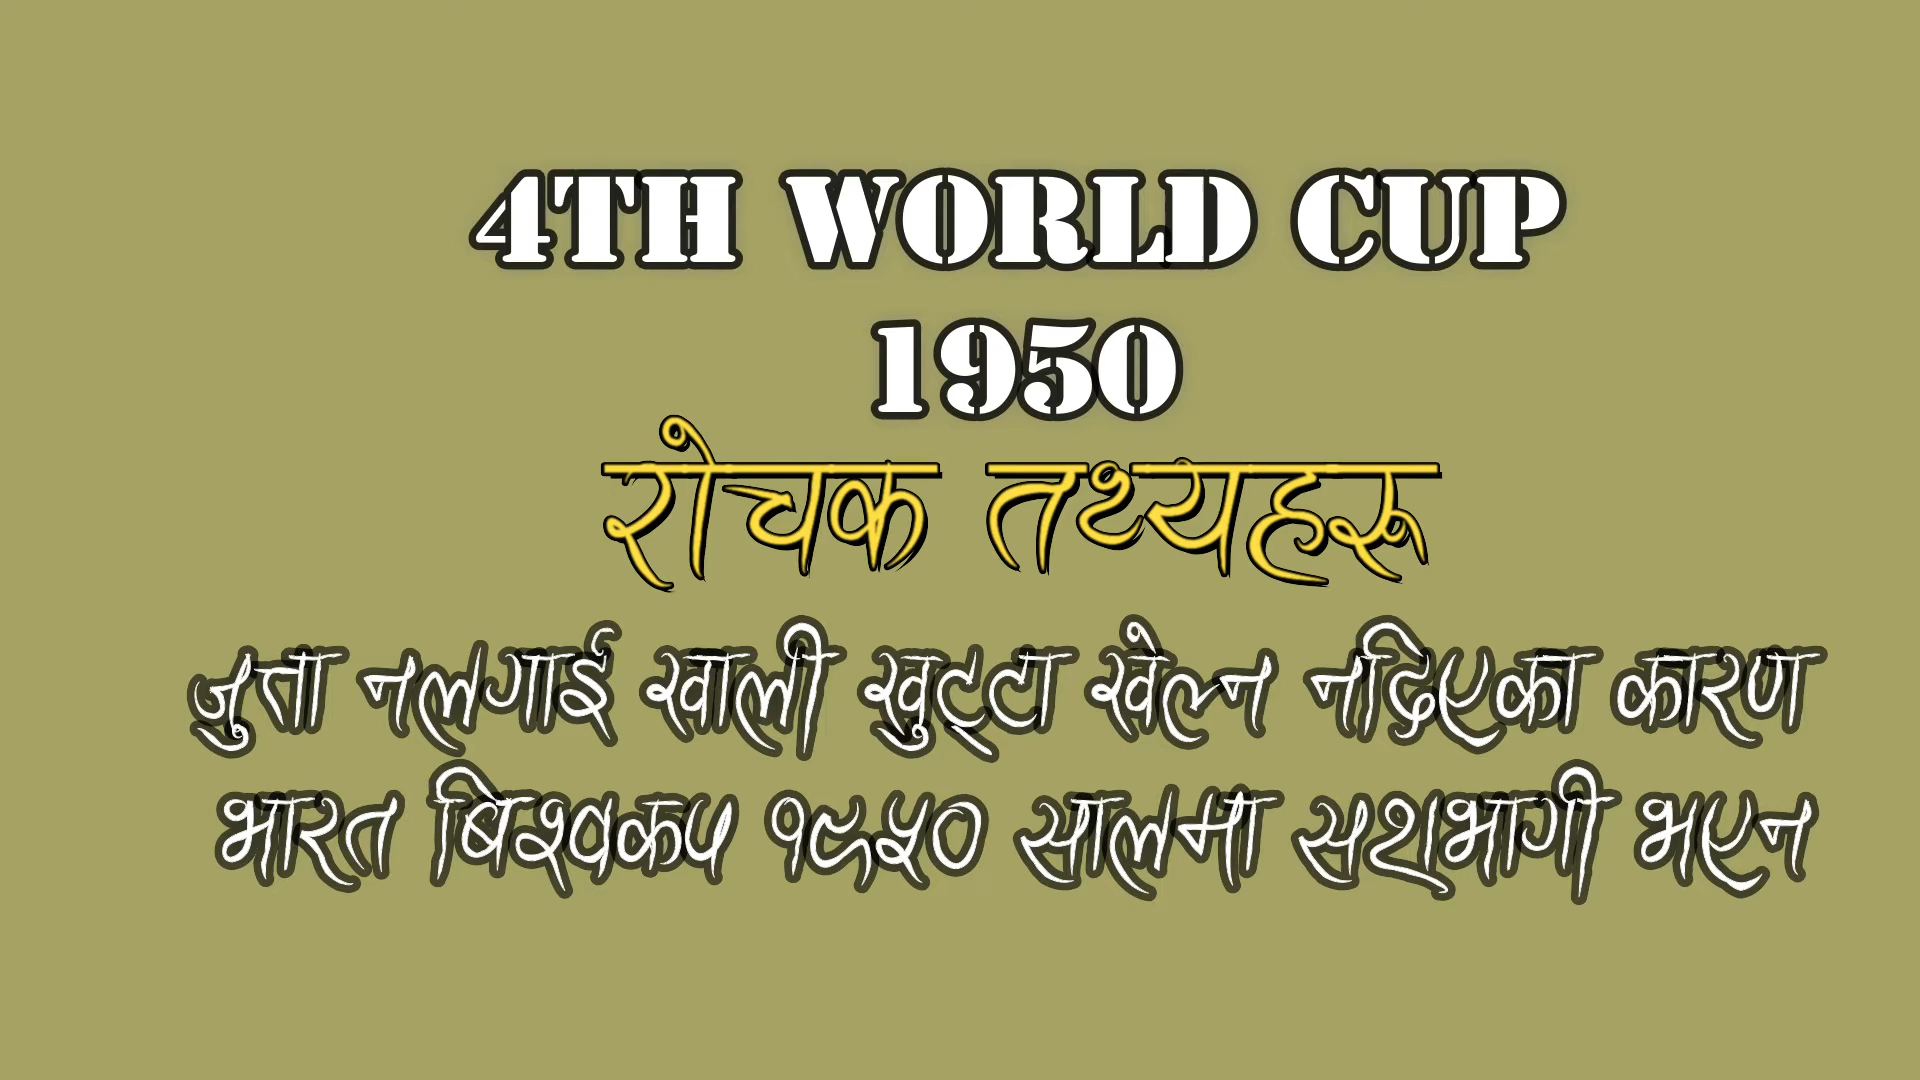 4TH WORLD CUP
1950
रोचक तथ्यहरू
जुता नलगाई खाली खुट्टा खेल्न नदिएका कारण
भारत बिश्वकप १९५० सालमा सहभागी भएन